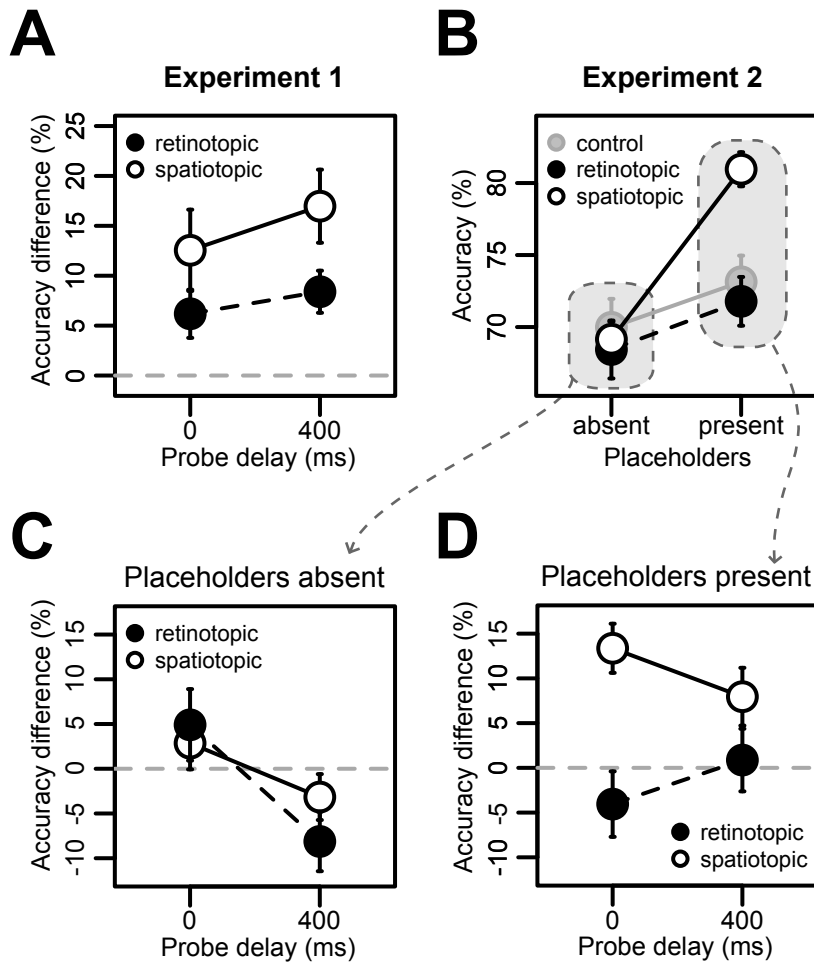 A
Experiment 1
Accuracy difference (%)
25
20
15
10
5
0
retinotopic
spatiotopic
0
400
Probe delay (ms)
B
Experiment 2
Accuracy (%)
80
75
70
control
retinotopic
spatiotopic
absent
present
Placeholders
C
Placeholders absent
Accuracy difference (%)
15
10
5
0
-5
-10
retinotopic
spatiotopic
0
400
Probe delay (ms)
D
Placeholders present
Accuracy difference (%)
15
10
5
0
-5
-10
retinotopic
spatiotopic
0
400
Probe delay (ms)